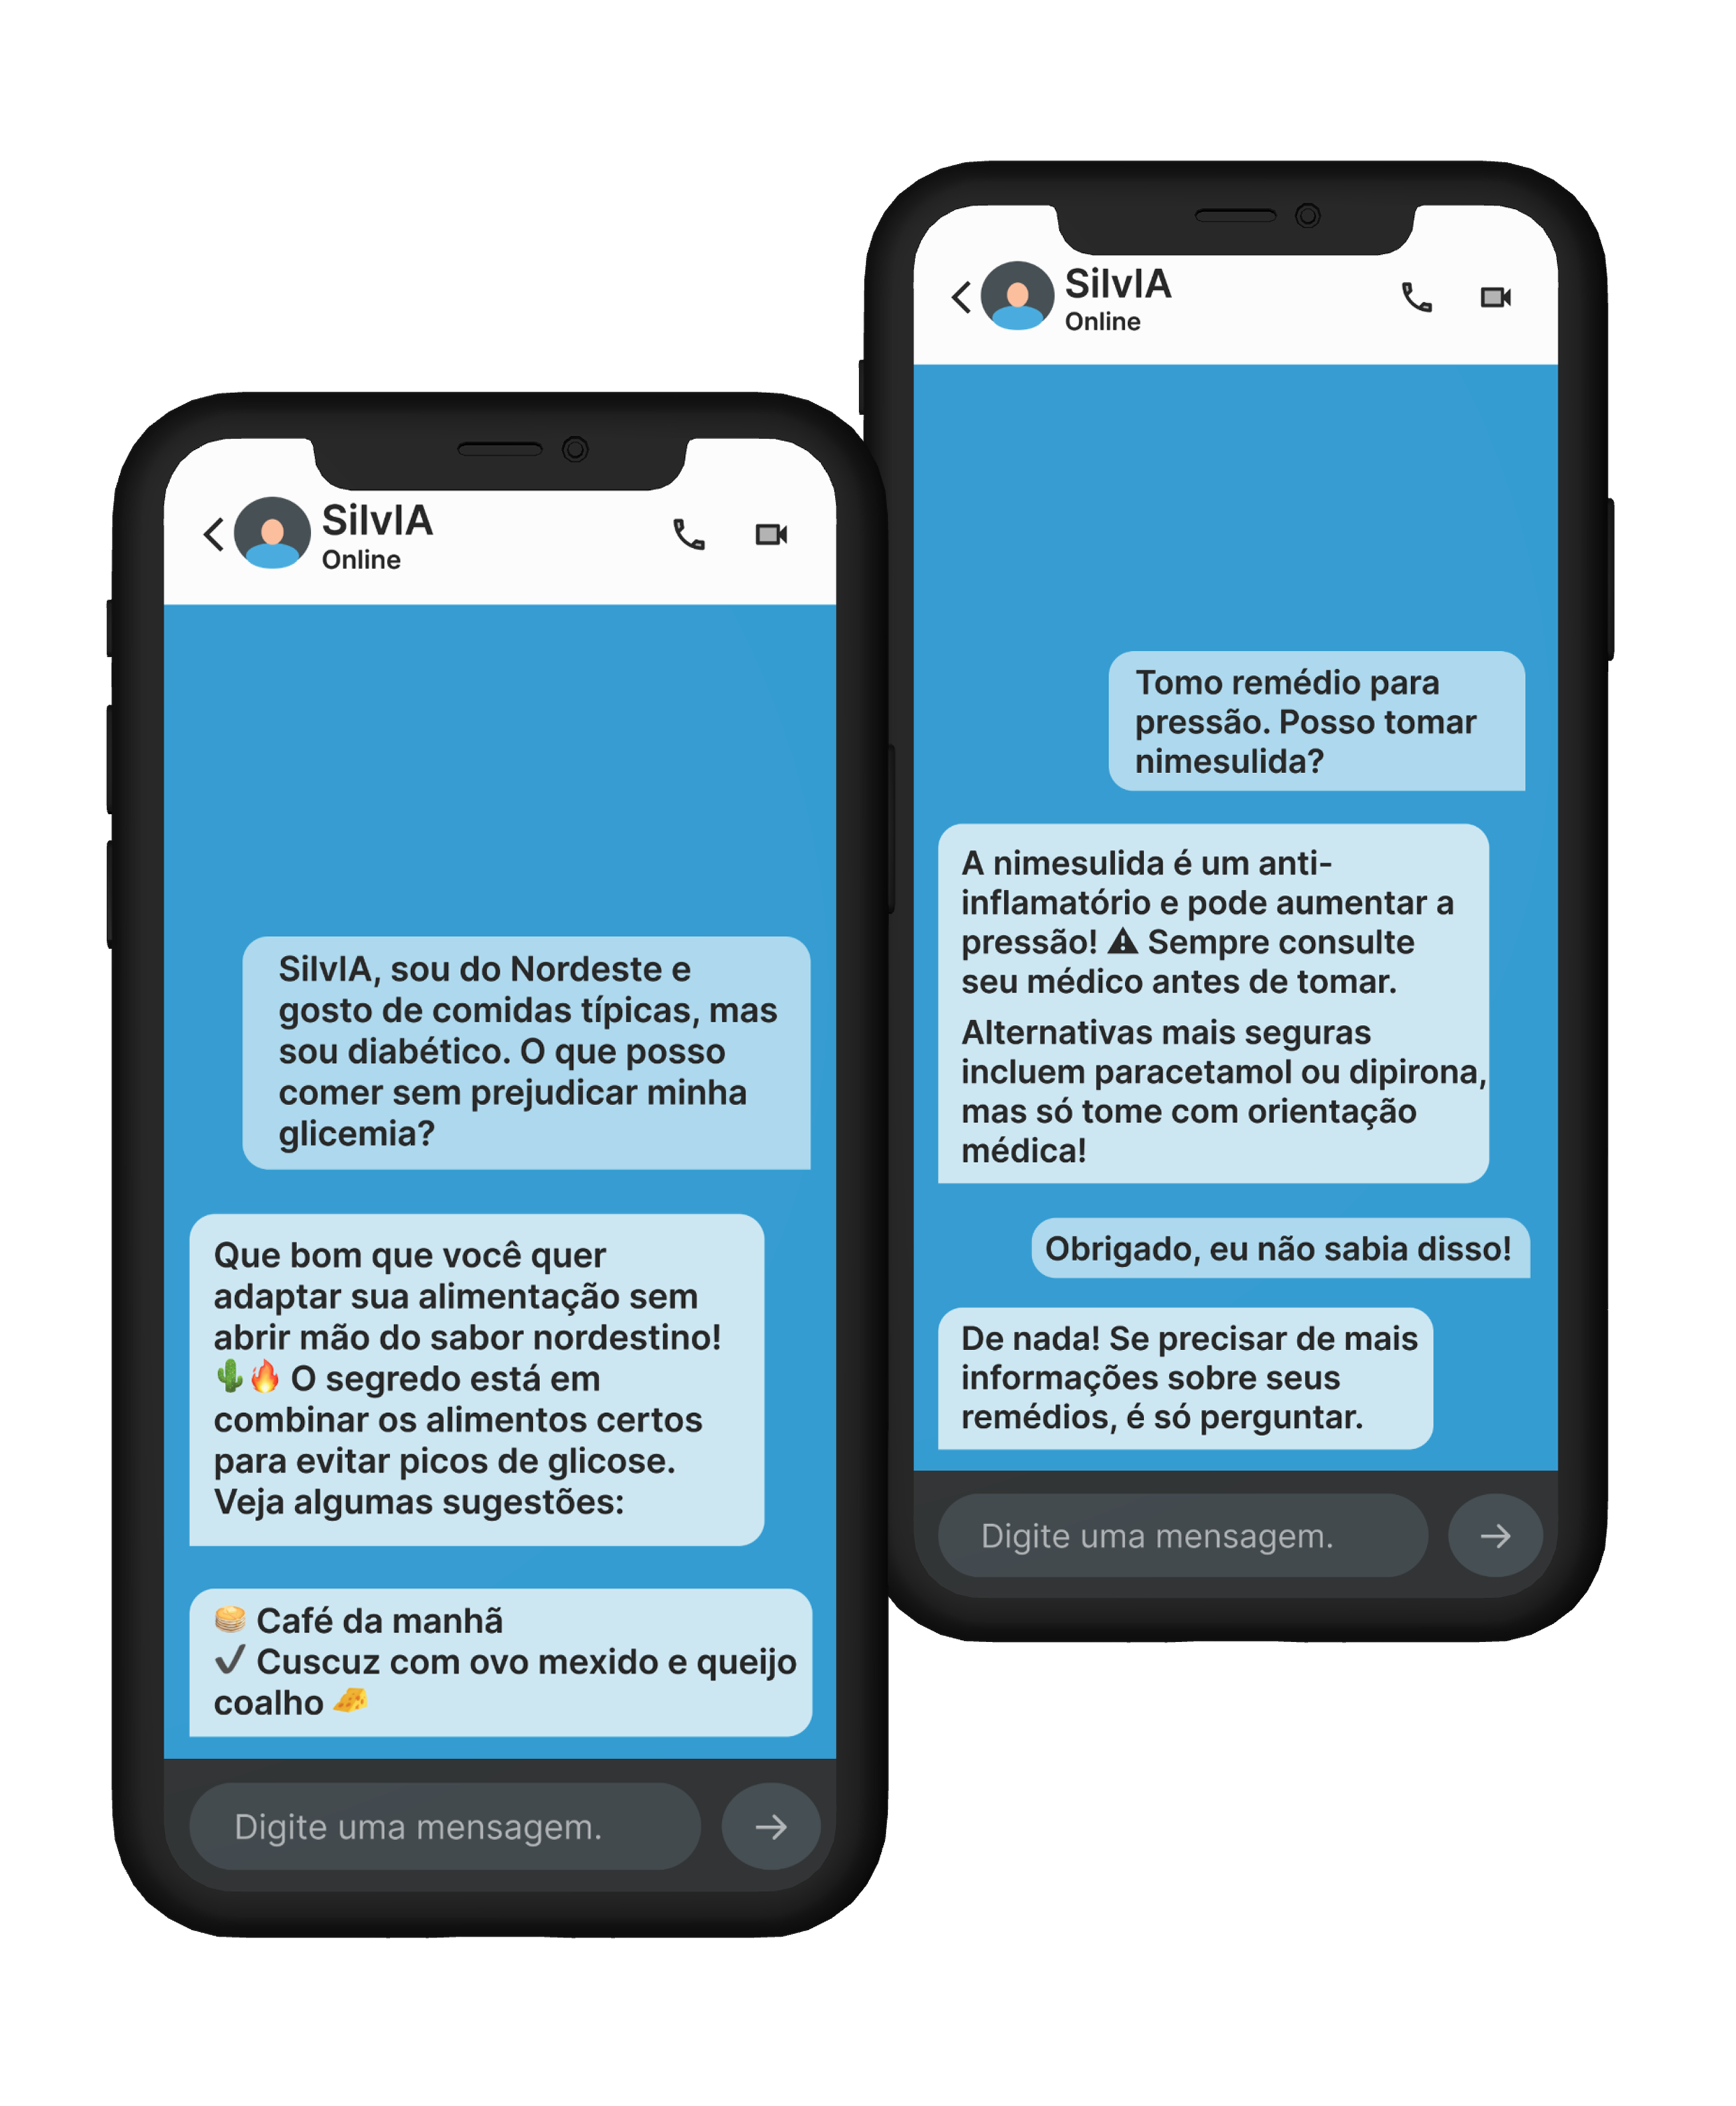 SilvIA
Online
SilvIA, sou do Nordeste e
gosto de comidas típicas, mas
sou diabético. O que posso
comer sem prejudicar minha
glicemia?
Que bom que você quer
adaptar sua alimentação sem
abrir mão do sabor nordestino!
🌵🔥 O segredo está em
combinar os alimentos certos
para evitar picos de glicose.
Veja algumas sugestões:
🥞 Café da manhã
✔ Cuscuz com ovo mexido e queijo
coalho 🧀
Digite uma mensagem.
SilvIA
Online
Tomo remédio para
pressão. Posso tomar
nimesulida?
A nimesulida é um anti-
inflamatório e pode aumentar a
pressão! ⚠ Sempre consulte
seu médico antes de tomar.
Alternativas mais seguras
incluem paracetamol ou dipirona,
mas só tome com orientação
médica!
Obrigado, eu não sabia disso!
De nada! Se precisar de mais
informações sobre seus
remédios, é só perguntar.
Digite uma mensagem.